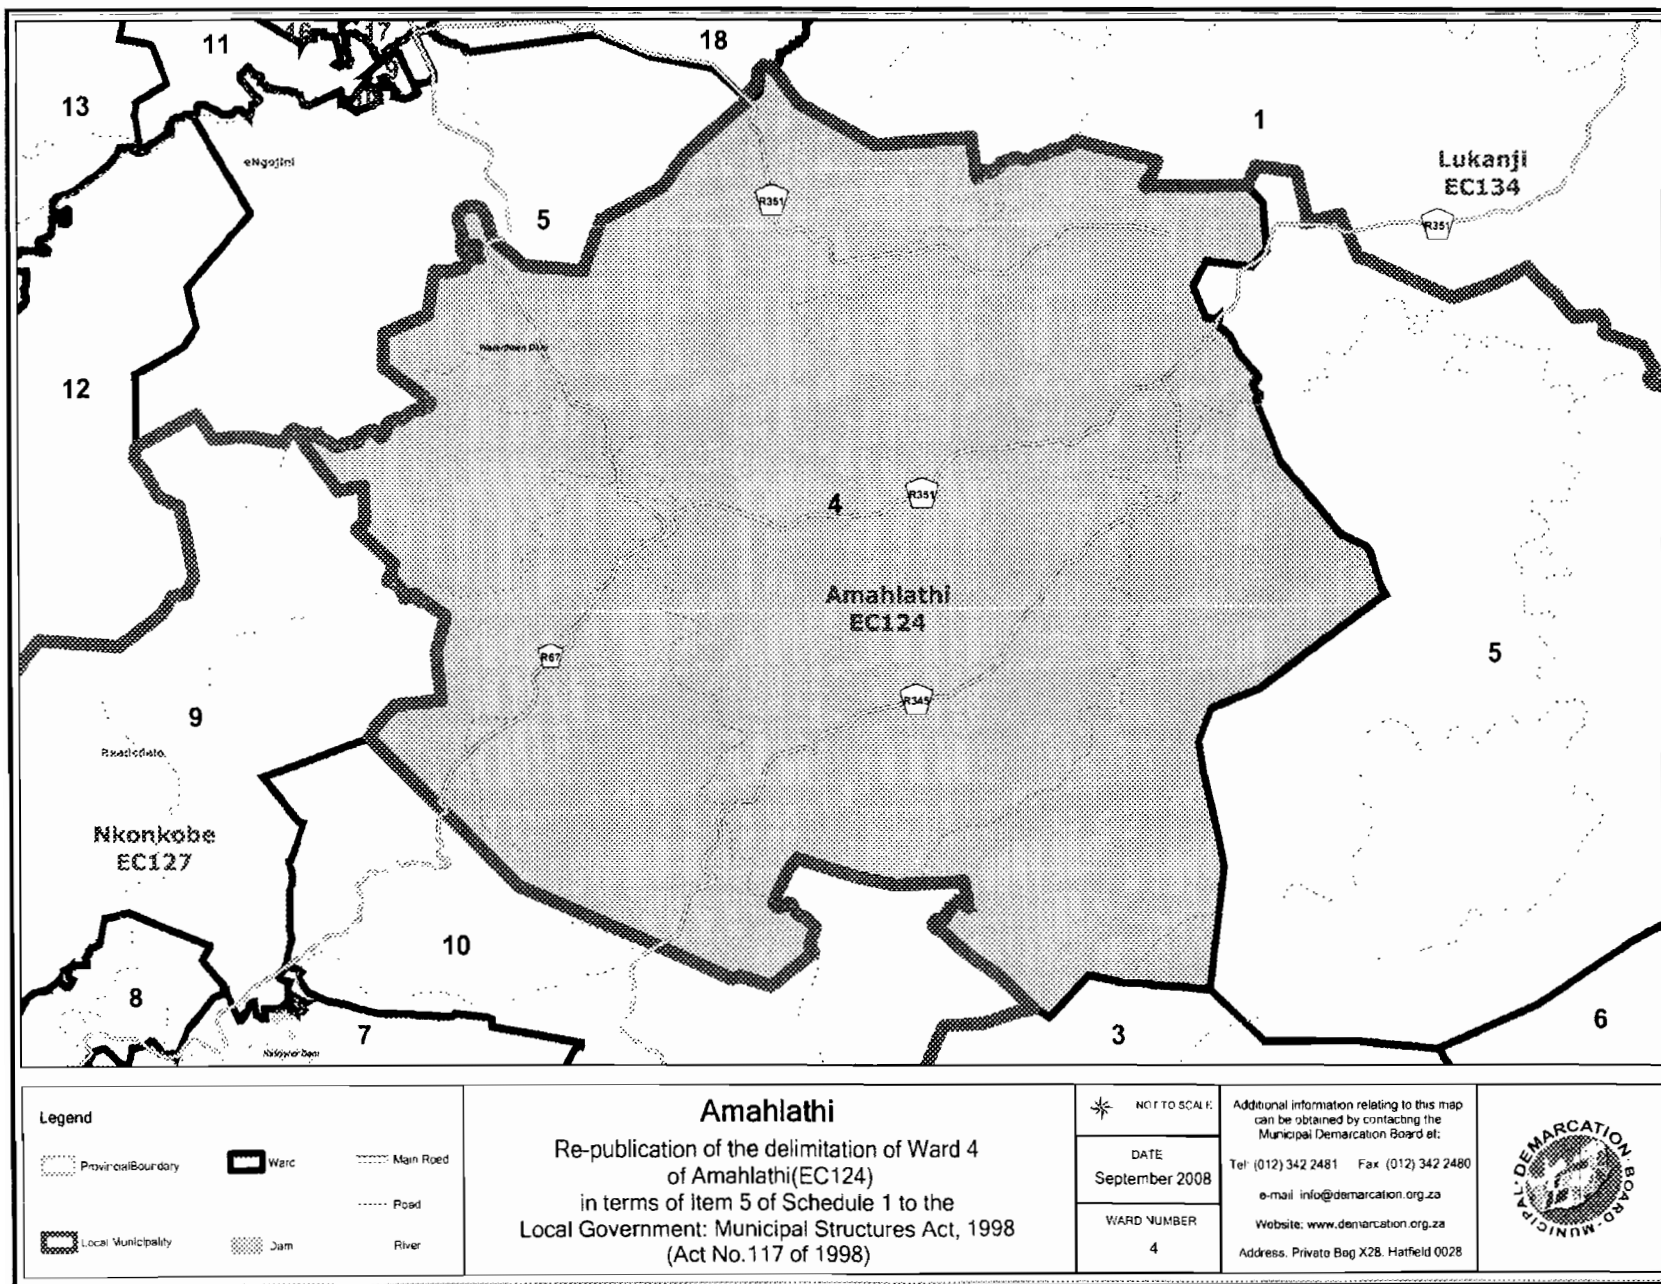 11
16
17
18
13
1
eNgojini
Lukanji
EC134
R351
R351
5
12
4
R351
Amahlathi
EC124
5
R67
R345
9
Nkonkobe
EC127
10
8
7
3
6
Legend
ProvincialBoundary
Ward
Main Road
Road
Local Municipality
Dam
River
Amahlathi
Re-publication of the delimitation of Ward 4
of Amahlathi(EC124)
in terms of Item 5 of Schedule 1 to the
Local Government: Municipal Structures Act, 1998
(Act No.117 of 1998)
NOT TO SCALE
DATE
September 2008
WARD NUMBER
4
Additional information relating to this map
can be obtained by contacting the
Municipal Demarcation Board at:
Tel: (012) 342 2481 Fax (012) 342 2480
e-mail info@demarcation.org.za
Website: www.demarcation.org.za
Address. Private Bag X28. Hatfield 0028
MUNICIPAL DEMARCATION BOARD